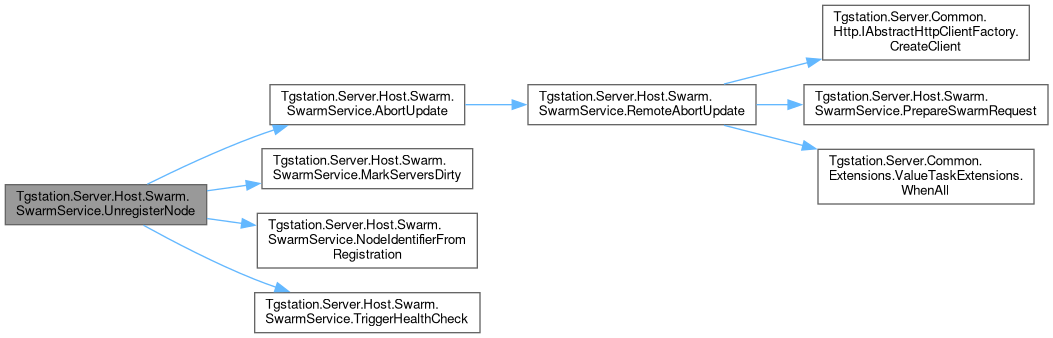 Tgstation.Server.Host.Swarm.
SwarmService.UnregisterNode
Tgstation.Server.Host.Swarm.
SwarmService.AbortUpdate
Tgstation.Server.Host.Swarm.
SwarmService.RemoteAbortUpdate
Tgstation.Server.Common.
Http.IAbstractHttpClientFactory.
CreateClient
Tgstation.Server.Host.Swarm.
SwarmService.PrepareSwarmRequest
Tgstation.Server.Common.
Extensions.ValueTaskExtensions.
WhenAll
Tgstation.Server.Host.Swarm.
SwarmService.MarkServersDirty
Tgstation.Server.Host.Swarm.
SwarmService.NodeIdentifierFrom
Registration
Tgstation.Server.Host.Swarm.
SwarmService.TriggerHealthCheck